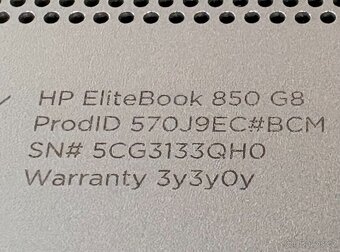 HP EliteBook 850 G8
ProdID 570J9EC#BCM
SN# 5CG3133QH0
Warranty 3y3y0y